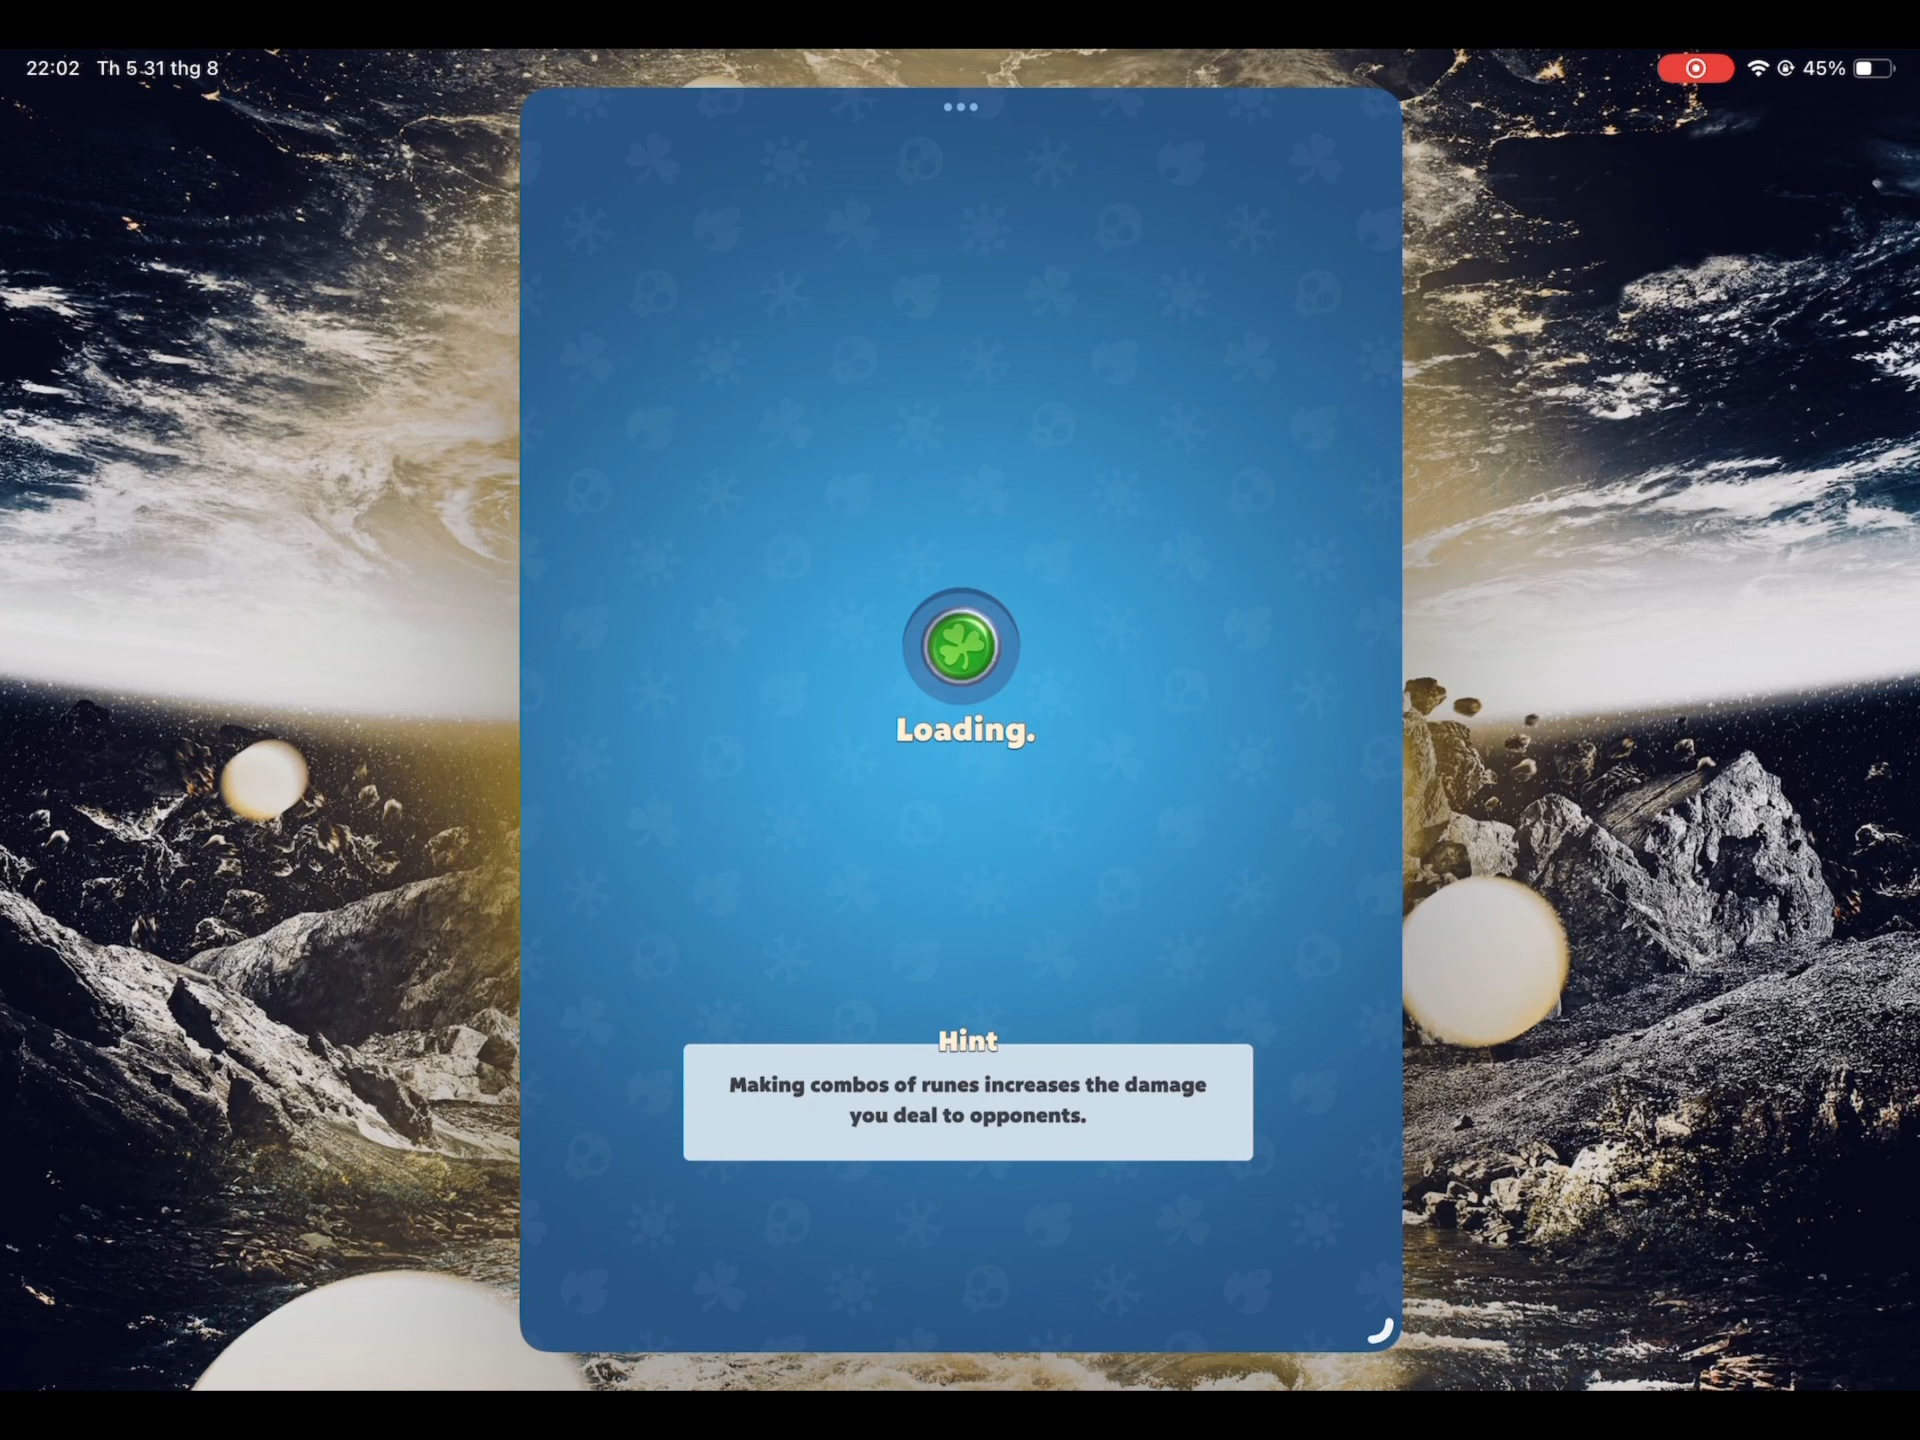 22:02 Th 5 31 thg 8
45%
Loading.
Hint
Making combos of runes increases the damage
you deal to opponents.